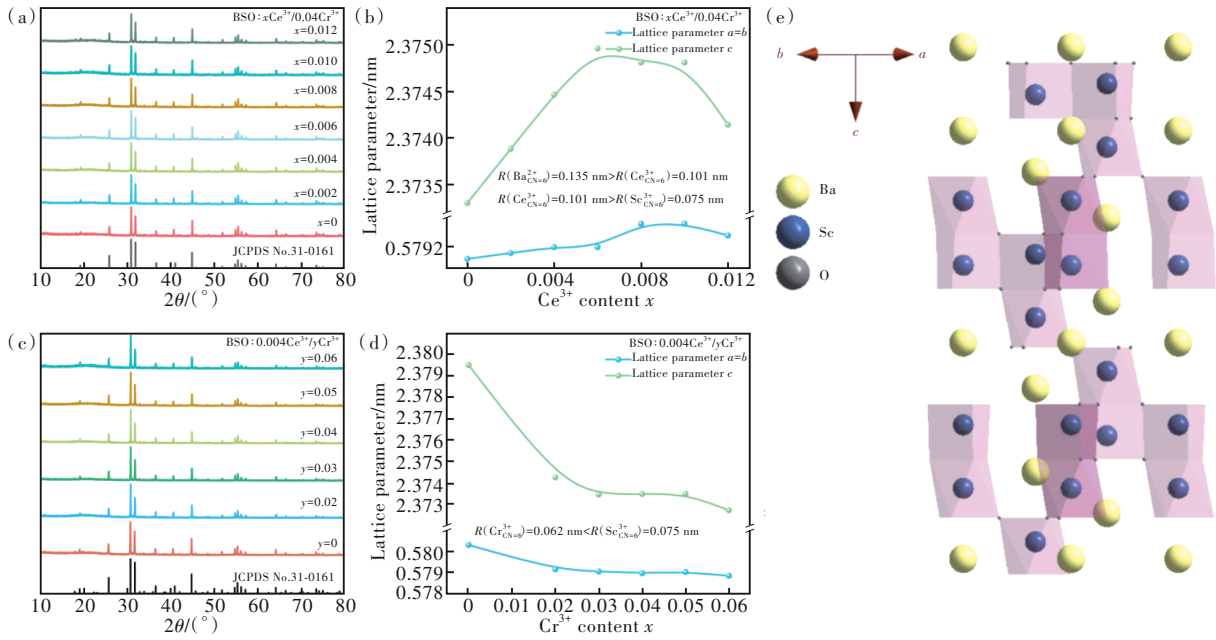 (a)
BSO:xCe³⁺/0.04Cr³⁺
x=0.012
x=0.010
x=0.008
x=0.006
x=0.004
x=0.002
x=0
JCPDS No.31-0161
10 20 30 40 50 60 70 80
2θ/(°)
(b)
BSO:xCe³⁺/0.04Cr³⁺
Lattice parameter a=b
Lattice parameter c
2.3750
2.3745
2.3740
2.3735
0.5792
Lattice parameter/nm
R(Ba²⁺CN=6)=0.135 nm>R(Ce³⁺CN=6)=0.101 nm
R(Ce³⁺CN=6)=0.101 nm>R(Sc³⁺CN=6)=0.075 nm
0 0.004 0.008 0.012
Ce³⁺ content x
(c)
BSO:0.004Ce³⁺/yCr³⁺
y=0.06
y=0.05
y=0.04
y=0.03
y=0.02
y=0
JCPDS No.31-0161
10 20 30 40 50 60 70 80
2θ/(°)
(d)
BSO:0.004Ce³⁺/yCr³⁺
Lattice parameter a=b
Lattice parameter c
2.380
2.379
2.378
2.377
2.376
2.375
2.374
2.373
0.580
0.579
0.578
Lattice parameter/nm
R(Cr³⁺CN=6)=0.062 nm<R(Sc³⁺CN=6)=0.075 nm
0 0.01 0.02 0.03 0.04 0.05 0.06
Cr³⁺ content x
(e)
b a
c
Ba
Sc
O